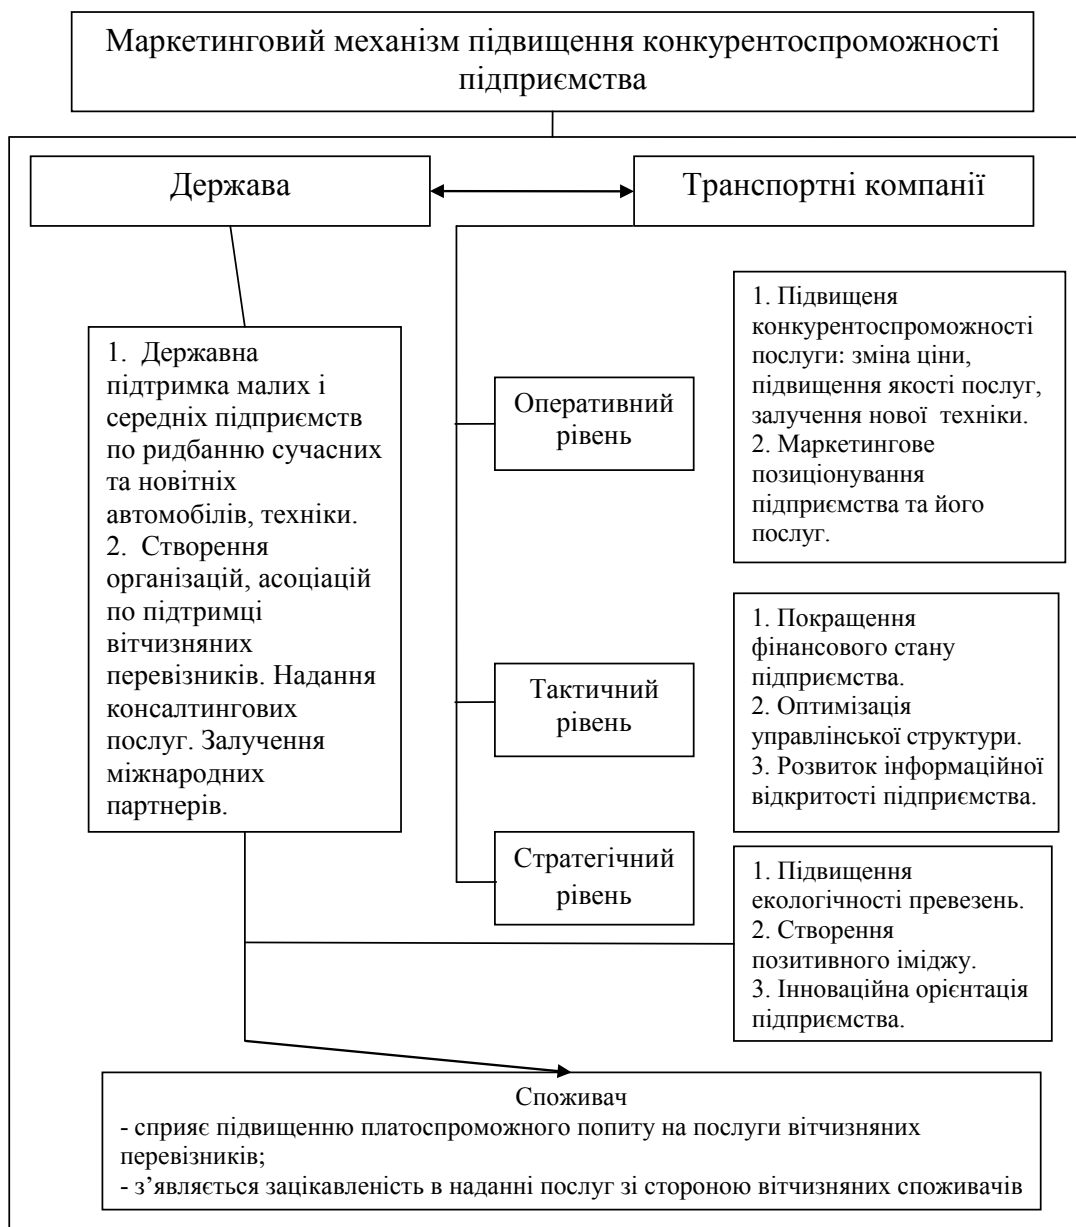 Маркетинговий механізм підвищення конкурентоспроможності
підприємства
Держава
Транспортні компанії
1. Державна
підтримка малих і
середніх підприємств
по ридбанню сучасних
та новітніх
автомобілів, техніки.
2. Створення
організацій, асоціацій
по підтримці
вітчизняних
перевізників. Надання
консалтингових
послуг. Залучення
міжнародних
партнерів.
Оперативний
рівень
1. Підвищеня
конкурентоспроможності
послуги: зміна ціни,
підвищення якості послуг,
залучення нової техніки.
2. Маркетингове
позиціонування
підприємства та його
послуг.
Тактичний
рівень
1. Покращення
фінансового стану
підприємства.
2. Оптимізація
управлінської структури.
3. Розвиток інформаційної
відкритості підприємства.
Стратегічний
рівень
1. Підвищення
екологічності превезень.
2. Створення
позитивного іміджу.
3. Інноваційна орієнтація
підприємства.
Споживач
- сприяє підвищенню платоспроможного попиту на послуги вітчизняних
перевізників;
- з’являється зацікавленість в наданні послуг зі стороною вітчизняних споживачів